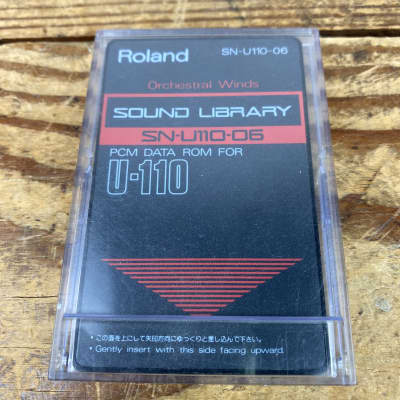 Roland SN-U110-06
Orchestral Winds
SOUND LIBRARY
SN-U110-06
PCM DATA ROM FOR
U-110
・この面を上にして矢印方向にゆっくりと差し込んで下さい。
・Gently insert with this side facing upward.